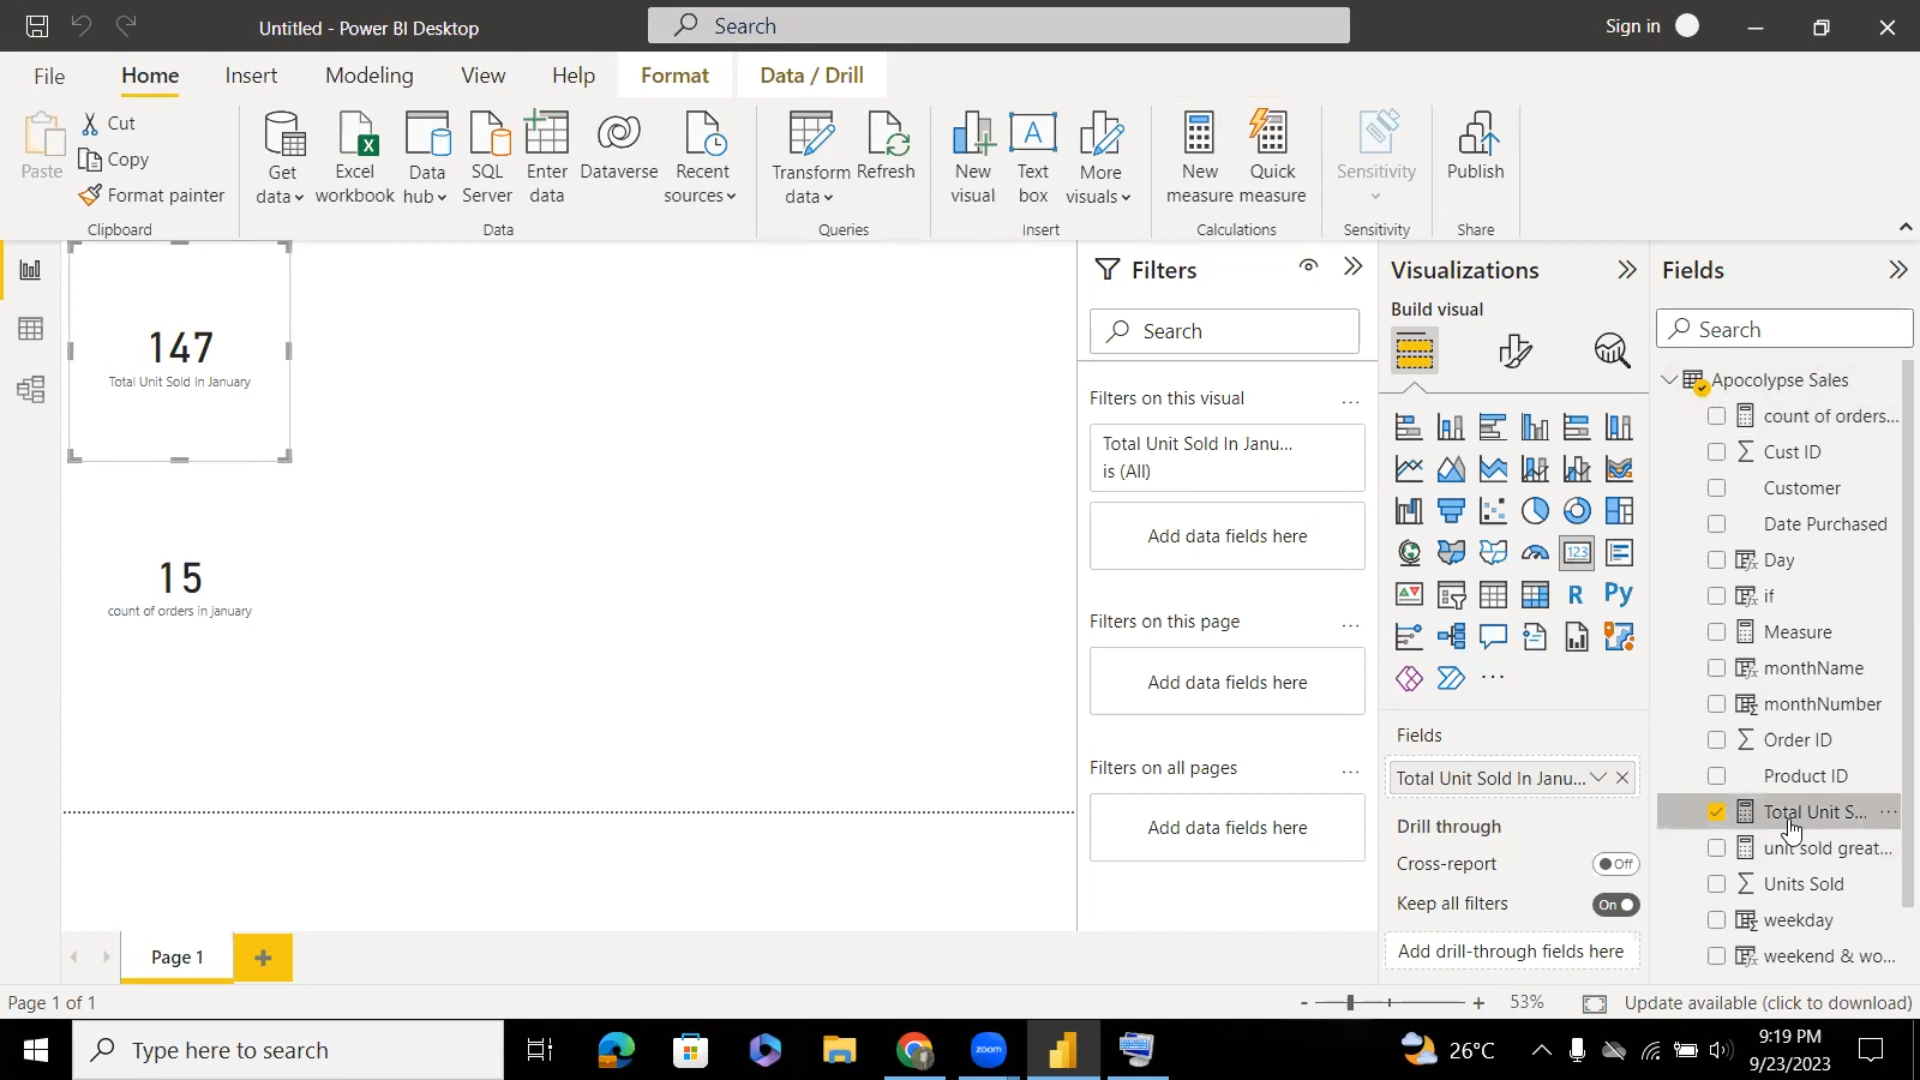 Untitled - Power BI Desktop
Search
Sign in
File
Home
Insert
Modeling
View
Help
Format
Data / Drill
Paste
Cut
Copy
Format painter
Clipboard
Get data
Excel workbook
Data hub
SQL Server
Enter data
Dataverse
Recent sources
Data
Transform data
Refresh
Queries
New visual
Text box
More visuals
Insert
New measure
Quick measure
Calculations
Sensitivity
Sensitivity
Publish
Share
147
Total Unit Sold In January
15
count of orders in january
Filters
Search
Filters on this visual
...
Total Unit Sold In Janu...
is (All)
Add data fields here
Filters on this page
...
Add data fields here
Filters on all pages
...
Add data fields here
Visualizations
Build visual
123
R
Py
...
Fields
Total Unit Sold In Janu...
Drill through
Cross-report
Off
Keep all filters
On
Add drill-through fields here
Fields
Search
Apocolypse Sales
count of orders...
Cust ID
Customer
Date Purchased
Day
if
Measure
monthName
monthNumber
Order ID
Product ID
Total Unit S...
...
unit sold great...
Units Sold
weekday
weekend & wo...
Page 1
Page 1 of 1
- + 53%
Update available (click to download)
Type here to search
zoom
26°C
9:19 PM
9/23/2023